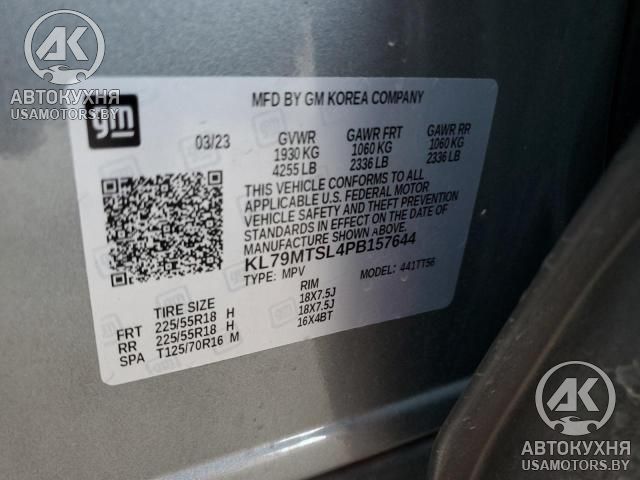 AK
АВТОКУХНЯ
USAMOTORS.BY
gm
MFD BY GM KOREA COMPANY
03/23 GVWR GAWR FRT GAWR RR
1930 KG 1060 KG 1060 KG
4255 LB 2336 LB 2336 LB
THIS VEHICLE CONFORMS TO ALL
APPLICABLE U.S. FEDERAL MOTOR
VEHICLE SAFETY AND THEFT PREVENTION
STANDARDS IN EFFECT ON THE DATE OF
MANUFACTURE SHOWN ABOVE.
KL79MTSL4PB157644
TYPE: MPV MODEL: 441TT56
TIRE SIZE RIM
FRT 225/55R18 H 18X7.5J
RR 225/55R18 H 18X7.5J
SPA T125/70R16 M 16X4BT
AK
АВТОКУХНЯ
USAMOTORS.BY